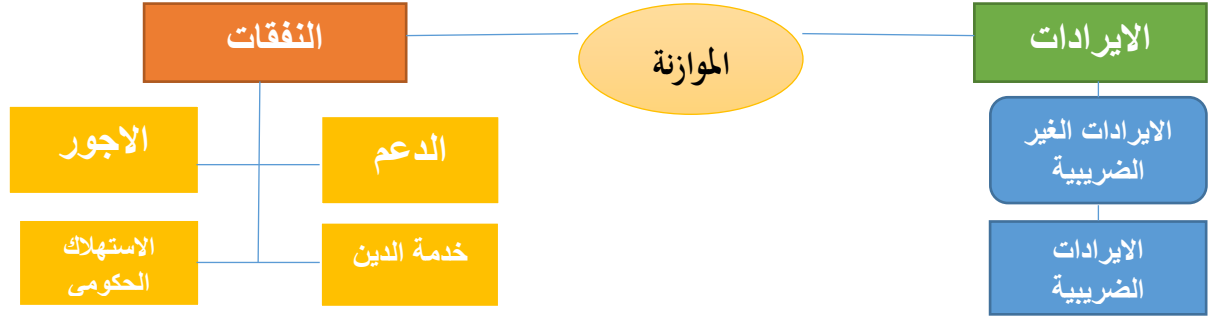 الايرادات
الموازنة
النفقات
الايرادات الغير
الضريبية
الايرادات
الضريبية
الدعم
الاجور
خدمة الدين
الاستهلاك
الحكومى